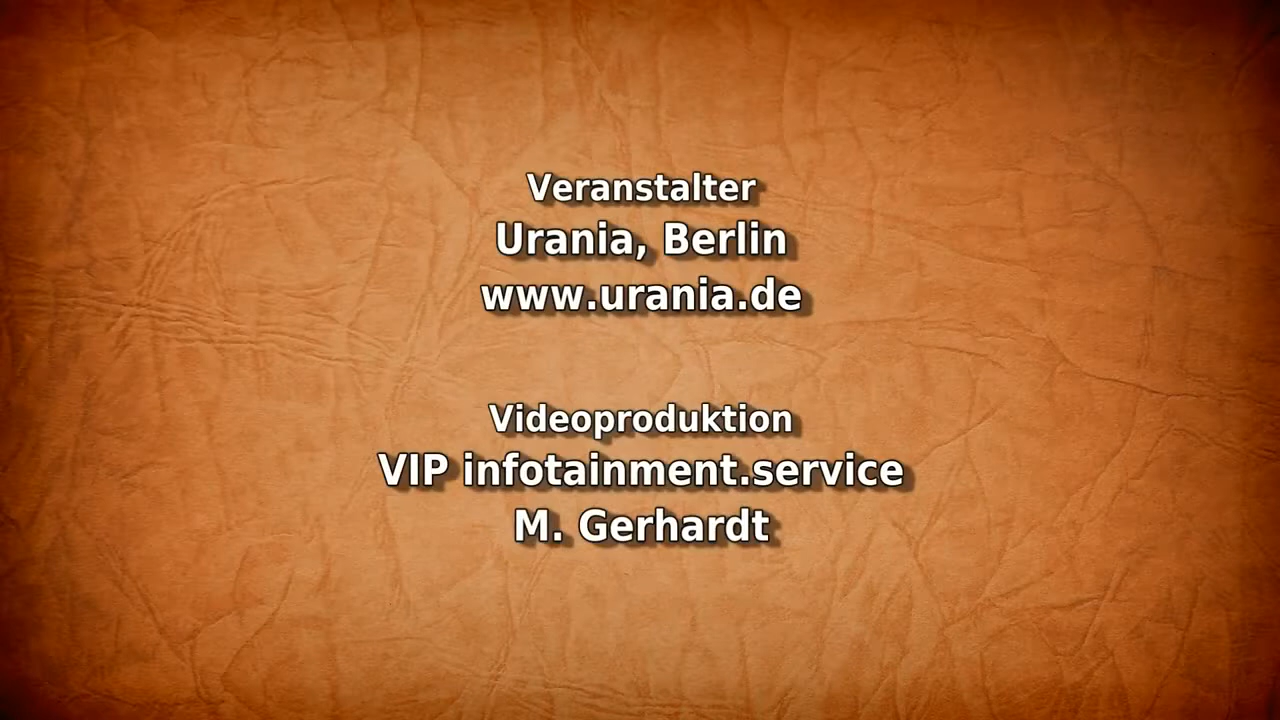 Veranstalter
Urania, Berlin
www.urania.de
Videoproduktion
VIP infotainment.service
M. Gerhardt